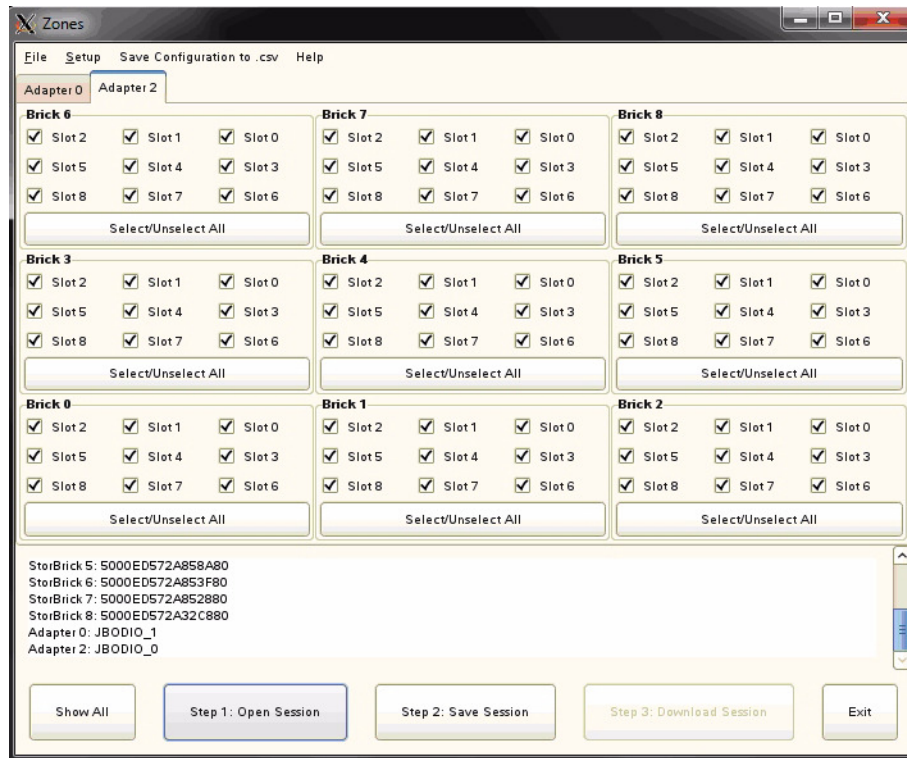 Zones
File Setup Save Configuration to .csv Help
Adapter 0 Adapter 2
Brick 6 Brick 7 Brick 8
Slot 2 Slot 1 Slot 0 Slot 2 Slot 1 Slot 0 Slot 2 Slot 1 Slot 0
Slot 5 Slot 4 Slot 3 Slot 5 Slot 4 Slot 3 Slot 5 Slot 4 Slot 3
Slot 8 Slot 7 Slot 6 Slot 8 Slot 7 Slot 6 Slot 8 Slot 7 Slot 6
Select/Unselect All Select/Unselect All Select/Unselect All
Brick 3 Brick 4 Brick 5
Slot 2 Slot 1 Slot 0 Slot 2 Slot 1 Slot 0 Slot 2 Slot 1 Slot 0
Slot 5 Slot 4 Slot 3 Slot 5 Slot 4 Slot 3 Slot 5 Slot 4 Slot 3
Slot 8 Slot 7 Slot 6 Slot 8 Slot 7 Slot 6 Slot 8 Slot 7 Slot 6
Select/Unselect All Select/Unselect All Select/Unselect All
Brick 0 Brick 1 Brick 2
Slot 2 Slot 1 Slot 0 Slot 2 Slot 1 Slot 0 Slot 2 Slot 1 Slot 0
Slot 5 Slot 4 Slot 3 Slot 5 Slot 4 Slot 3 Slot 5 Slot 4 Slot 3
Slot 8 Slot 7 Slot 6 Slot 8 Slot 7 Slot 6 Slot 8 Slot 7 Slot 6
Select/Unselect All Select/Unselect All Select/Unselect All
StorBrick 5: 5000ED572A858A80
StorBrick 6: 5000ED572A853F80
StorBrick 7: 5000ED572A852880
StorBrick 8: 5000ED572A32C880
Adapter 0: JBODIO_1
Adapter 2: JBODIO_0
Show All Step 1: Open Session Step 2: Save Session Step 3: Download Session Exit